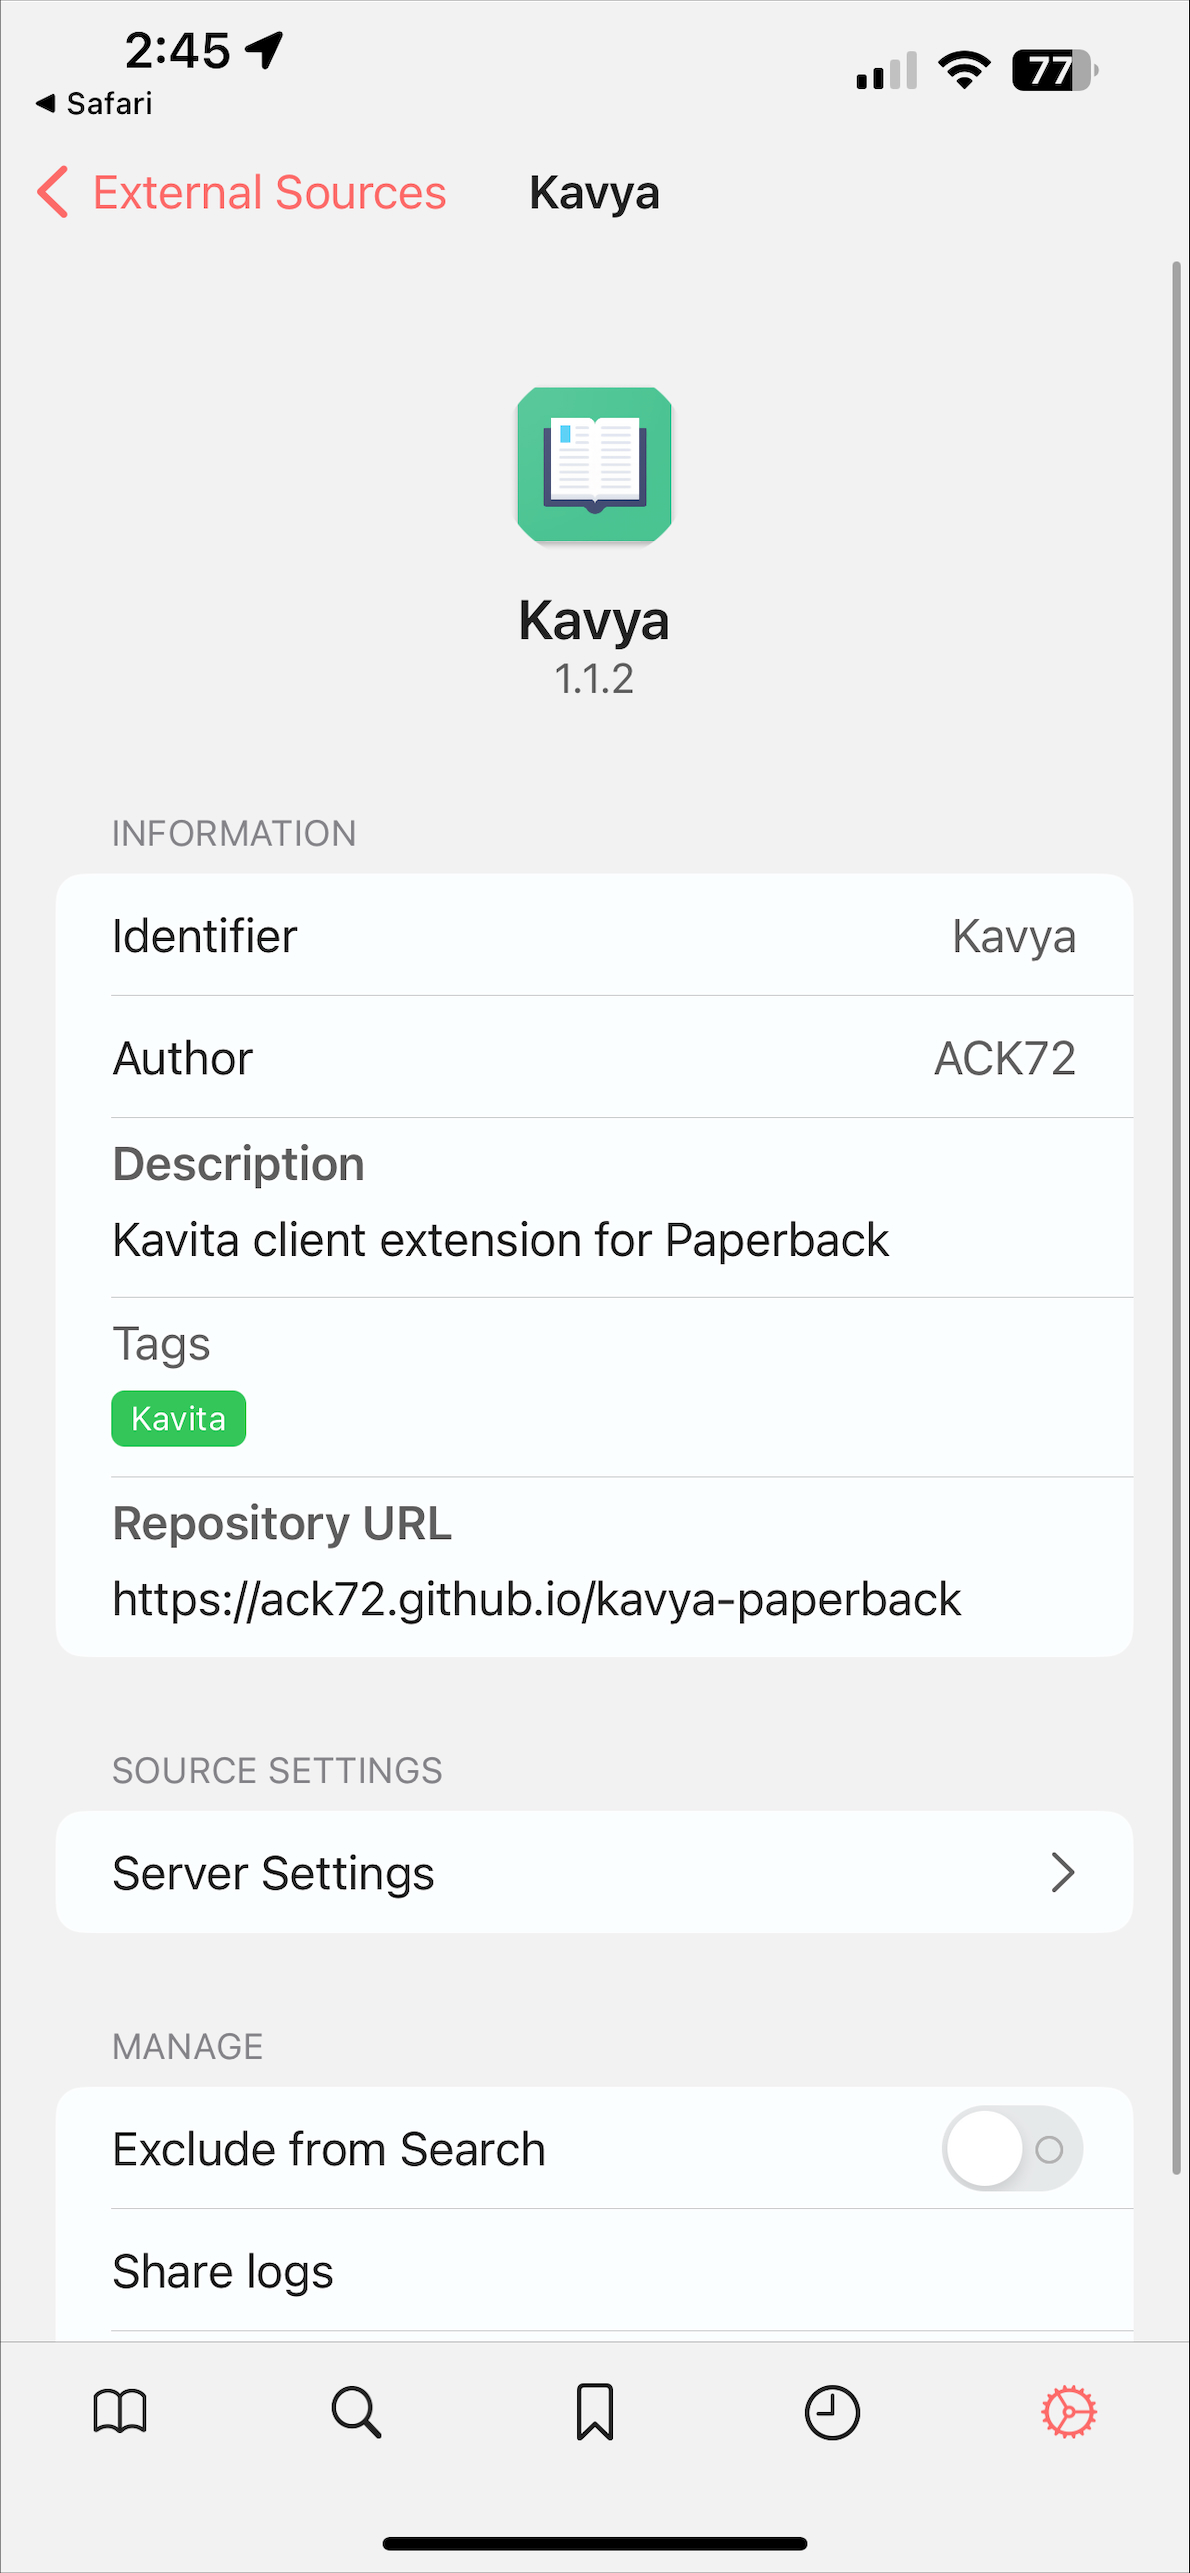 2:45
77
Safari
External Sources
Kavya
Kavya
1.1.2
INFORMATION
Identifier Kavya
Author ACK72
Description
Kavita client extension for Paperback
Tags
Kavita
Repository URL
https://ack72.github.io/kavya-paperback
SOURCE SETTINGS
Server Settings
MANAGE
Exclude from Search
Share logs